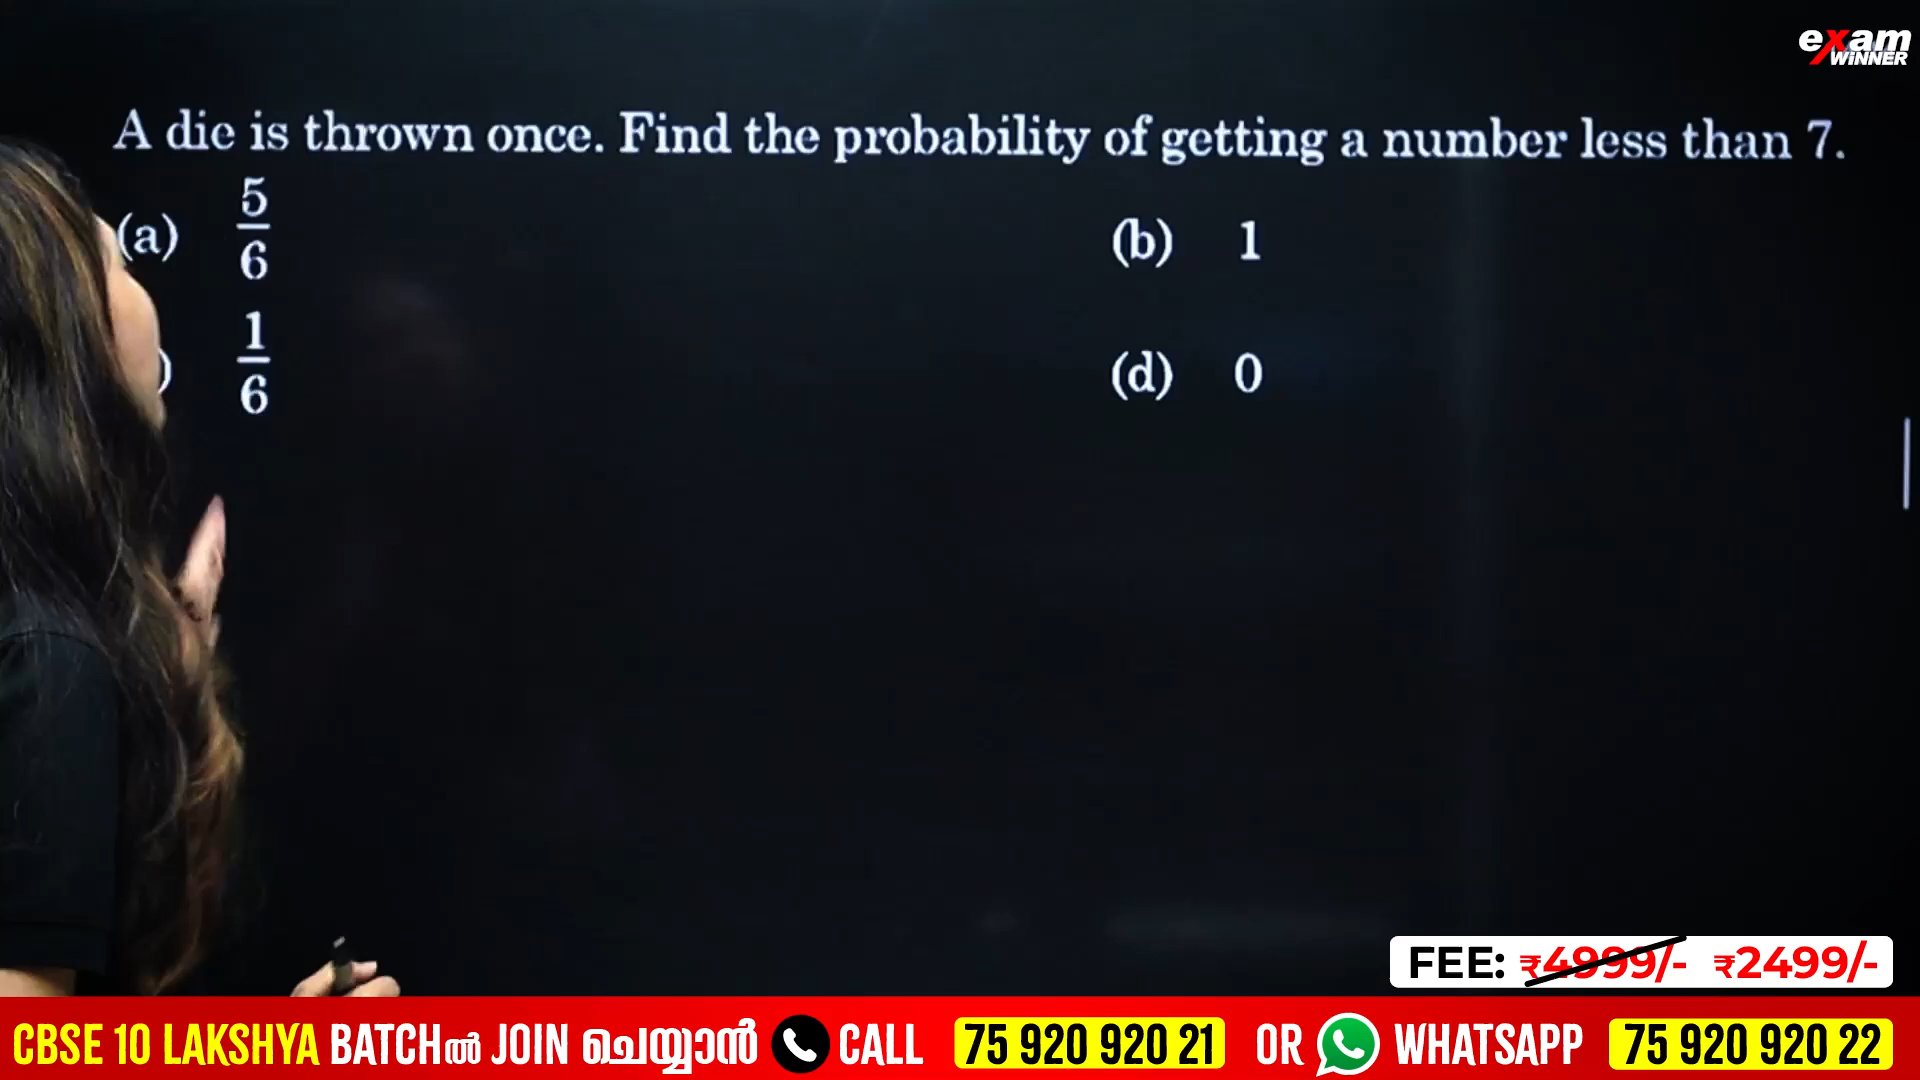 exam
WINNER
A die is thrown once. Find the probability of getting a number less than 7.
(a) 5/6 (b) 1
) 1/6 (d) 0
FEE: ₹4999/- ₹2499/-
CBSE 10 LAKSHYA BATCHൽ JOIN ചെയ്യാൻ CALL 75 920 920 21 OR WHATSAPP 75 920 920 22